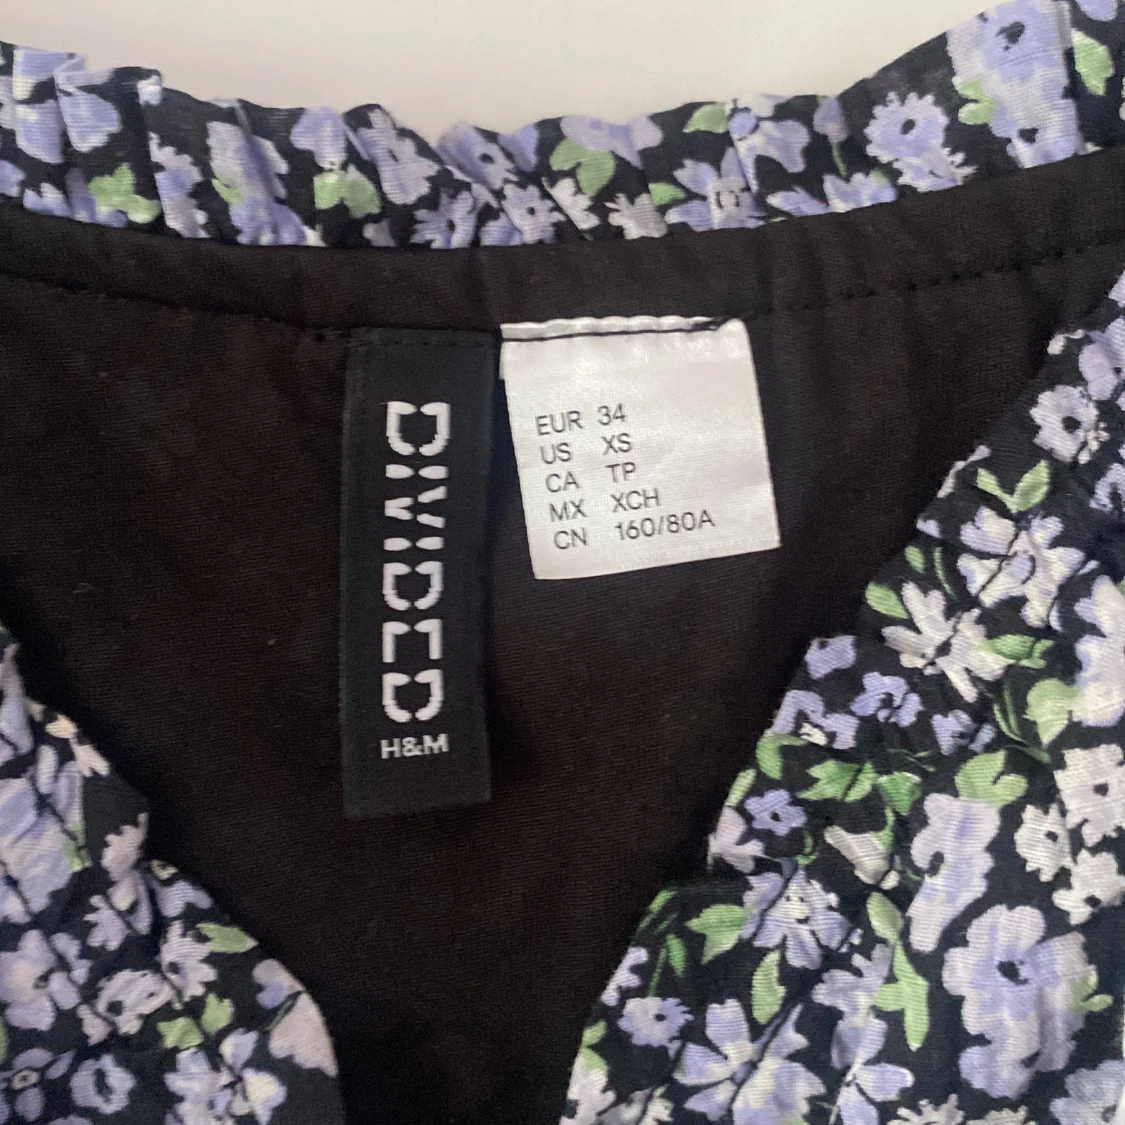 DIVIDED
H&M
EUR 34
US XS
CA TP
MX XCH
CN 160/80A